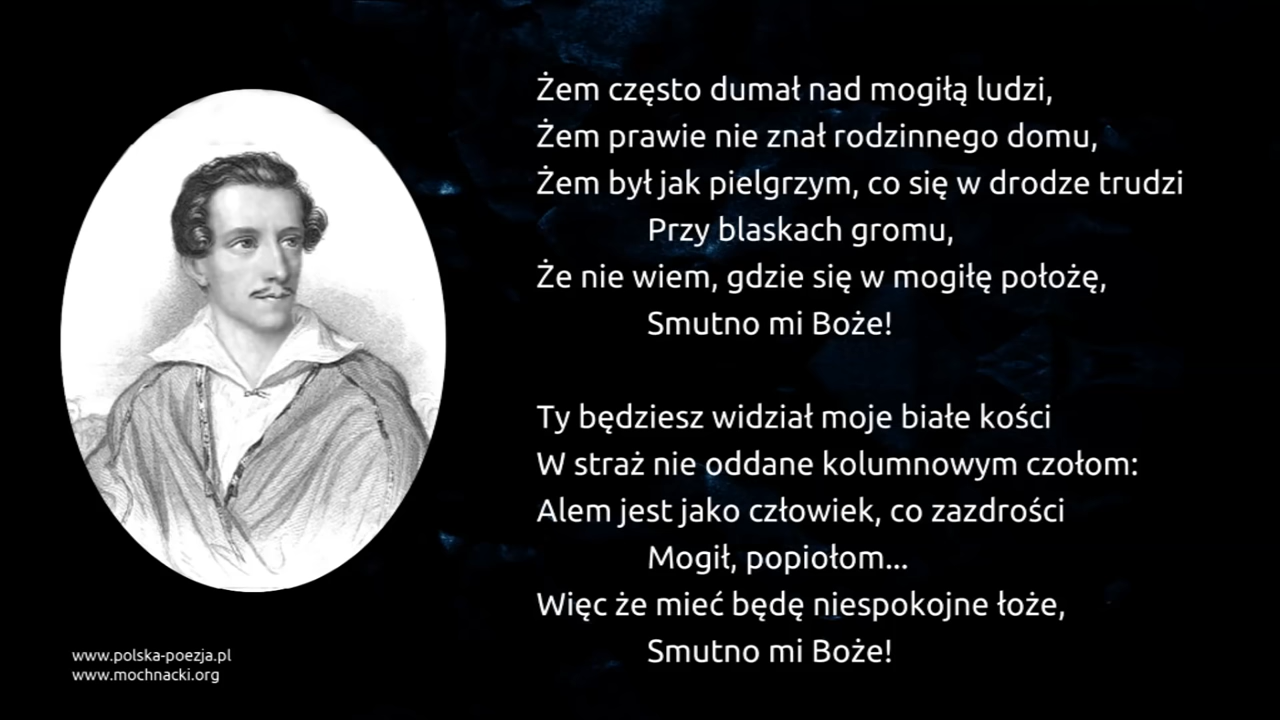 Żem często dumał nad mogiłą ludzi,
Żem prawie nie znał rodzinnego domu,
Żem był jak pielgrzym, co się w drodze trudzi
Przy blaskach gromu,
Że nie wiem, gdzie się w mogiłę położę,
Smutno mi Boże!
Ty będziesz widział moje białe kości
W straż nie oddane kolumnowym czołom:
Alem jest jako człowiek, co zazdrości
Mogił, popiołom...
Więc że mieć będę niespokojne łoże,
Smutno mi Boże!
www.polska-poezja.pl
www.mochnacki.org